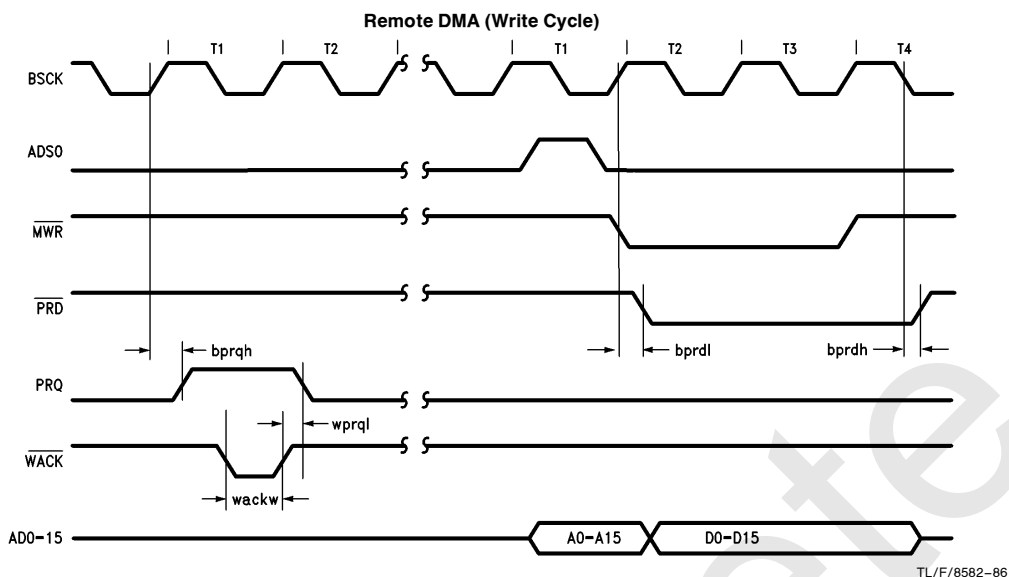 Remote DMA (Write Cycle)
T1 T2 T1 T2 T3 T4
BSCK
ADS0
MWR
PRD
bprqh bprdl bprdh
PRQ
wprql
WACK
wackw
AD0-15 A0-A15 D0-D15
TL/F/8582-86